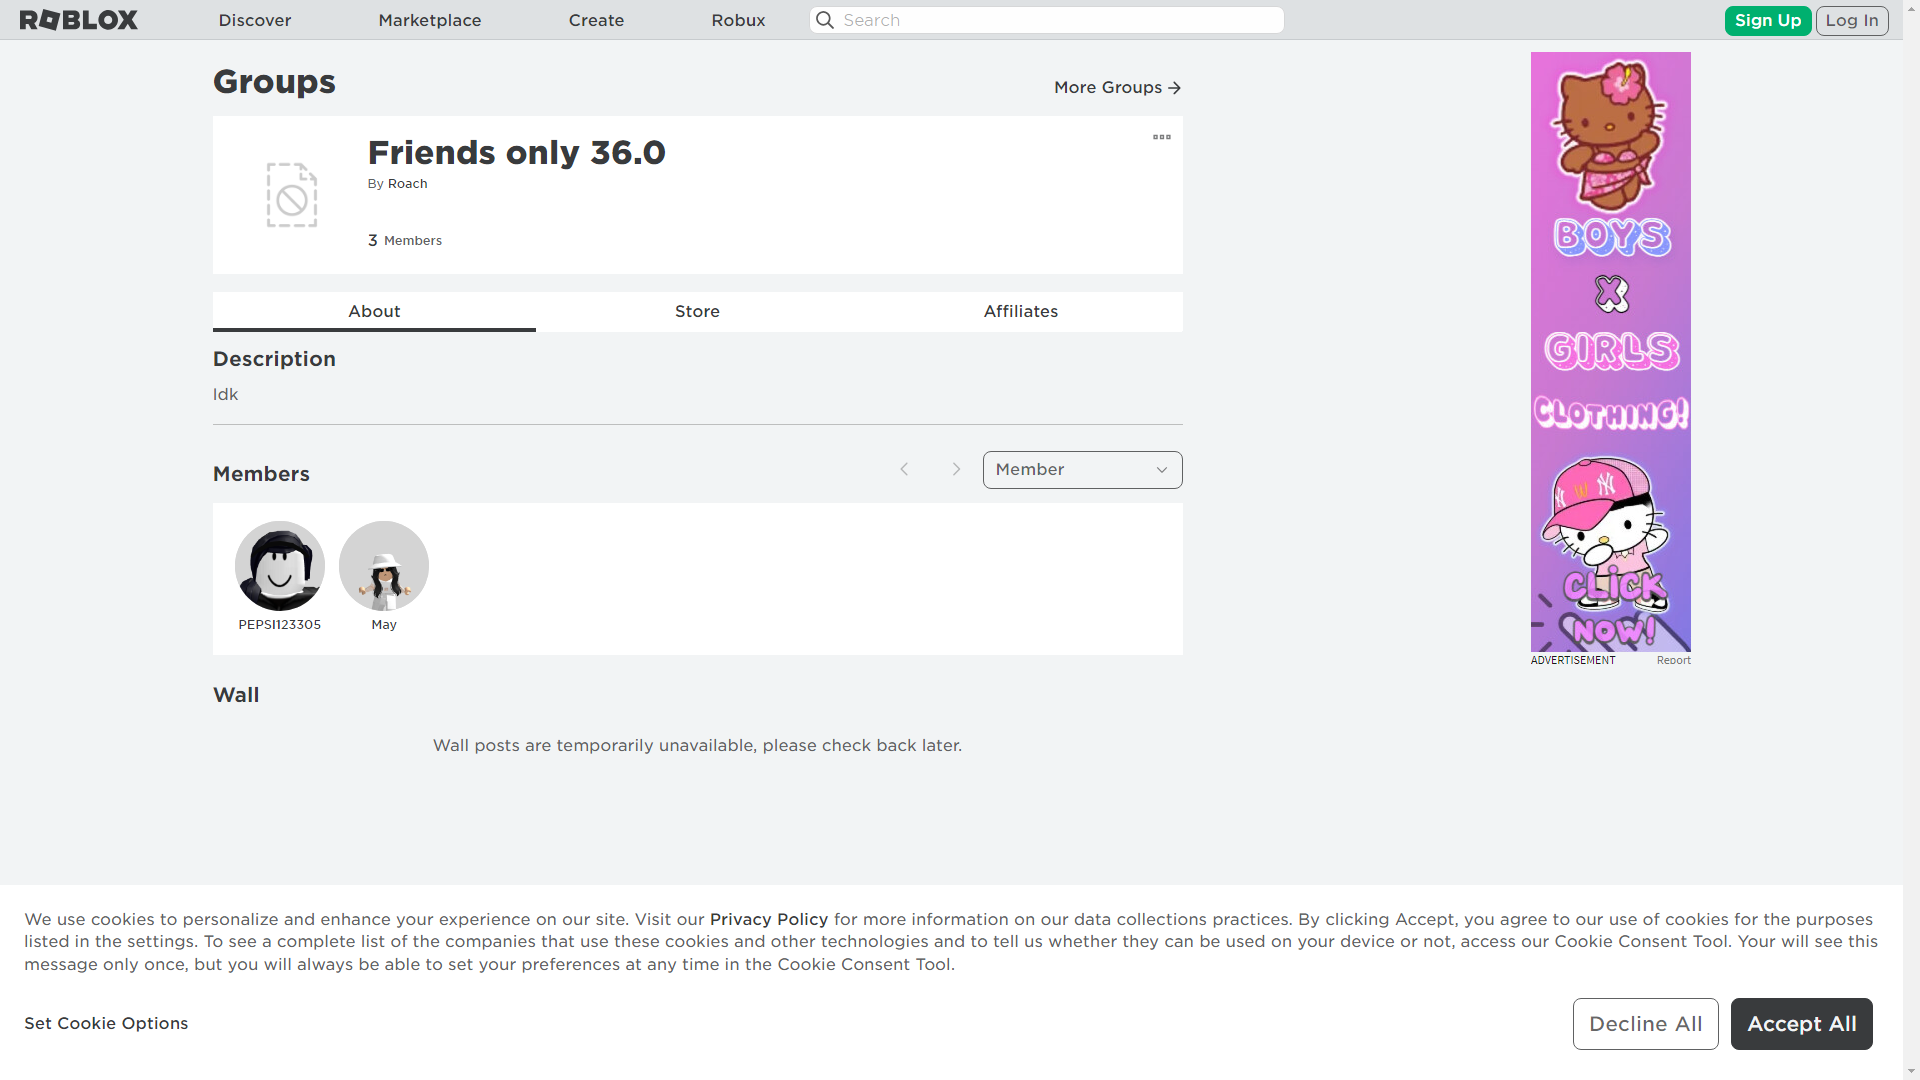 ROBLOX
Discover
Marketplace
Create
Robux
Search
Sign Up
Log In
Groups
More Groups
Friends only 36.0
By Roach
3 Members
About
Store
Affiliates
Description
Idk
Members
Member
PEPSI123305
May
Wall
Wall posts are temporarily unavailable, please check back later.
BOYS
X
GIRLS
CLOTHING!
CLICK
NOW!
ADVERTISEMENT
Report
We use cookies to personalize and enhance your experience on our site. Visit our Privacy Policy for more information on our data collections practices. By clicking Accept, you agree to our use of cookies for the purposes
listed in the settings. To see a complete list of the companies that use these cookies and other technologies and to tell us whether they can be used on your device or not, access our Cookie Consent Tool. Your will see this
message only once, but you will always be able to set your preferences at any time in the Cookie Consent Tool.
Set Cookie Options
Decline All
Accept All